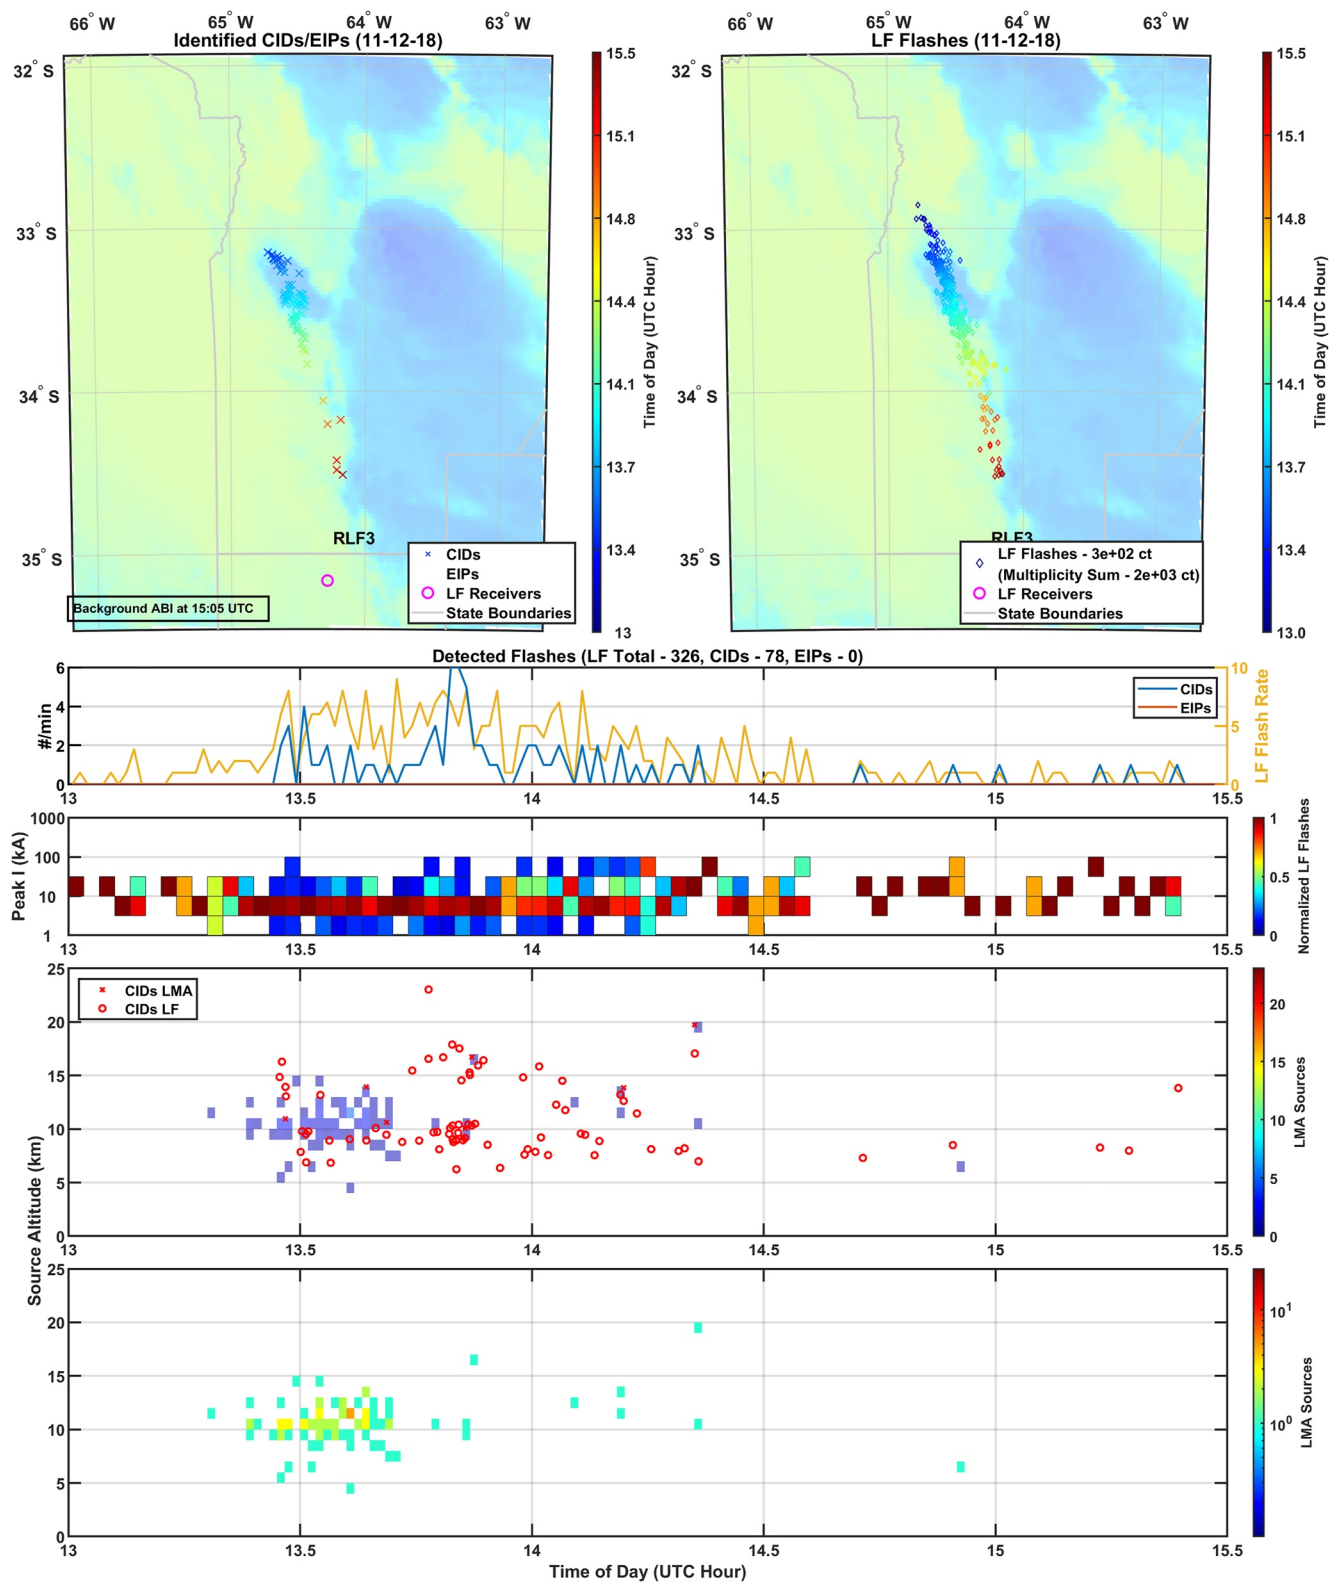 66° W 65° W 64° W 63° W
Identified CIDs/EIPs (11-12-18)
32° S
33° S
34° S
35° S
RLF3
CIDs
EIPs
LF Receivers
State Boundaries
Background ABI at 15:05 UTC
15.5
15.1
14.8
14.4
14.1
13.7
13.4
13
Time of Day (UTC Hour)
66° W 65° W 64° W 63° W
LF Flashes (11-12-18)
32° S
33° S
34° S
35° S
RLF3
LF Flashes - 3e+02 ct
(Multiplicity Sum - 2e+03 ct)
LF Receivers
State Boundaries
15.5
15.1
14.8
14.4
14.1
13.7
13.4
13.0
Time of Day (UTC Hour)
Detected Flashes (LF Total - 326, CIDs - 78, EIPs - 0)
#/min
6
4
2
0
CIDs
EIPs
10
5
0
LF Flash Rate
13 13.5 14 14.5 15 15.5
Peak I (kA)
1000
100
10
1
13 13.5 14 14.5 15 15.5
1
0.5
0
Normalized LF Flashes
Source Altitude (km)
25
20
15
10
5
0
CIDs LMA
CIDs LF
13 13.5 14 14.5 15 15.5
20
15
10
5
0
LMA Sources
25
20
15
10
5
0
13 13.5 14 14.5 15 15.5
Time of Day (UTC Hour)
10¹
10⁰
LMA Sources